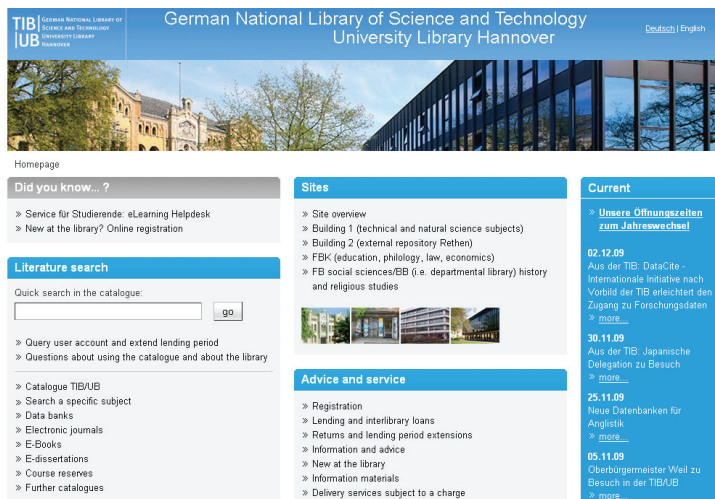 TIB
UB
GERMAN NATIONAL LIBRARY OF
SCIENCE AND TECHNOLOGY
UNIVERSITY LIBRARY
HANNOVER
German National Library of Science and Technology
University Library Hannover
Deutsch | English
Homepage
Did you know... ?
» Service für Studierende: eLearning Helpdesk
» New at the library? Online registration
Literature search
Quick search in the catalogue:
go
» Query user account and extend lending period
» Questions about using the catalogue and about the library
» Catalogue TIB/UB
» Search a specific subject
» Data banks
» Electronic journals
» E-Books
» E-dissertations
» Course reserves
» Further catalogues
Sites
» Site overview
» Building 1 (technical and natural science subjects)
» Building 2 (external repository Rethen)
» FBK (education, philology, law, economics)
» FB social sciences/BB (i.e. departmental library) history
and religious studies
Advice and service
» Registration
» Lending and interlibrary loans
» Returns and lending period extensions
» Information and advice
» New at the library
» Information materials
» Delivery services subject to a charge
Current
» Unsere Öffnungszeiten
zum Jahreswechsel
02.12.09
Aus der TIB: DataCite -
Internationale Initiative nach
Vorbild der TIB erleichtert den
Zugang zu Forschungsdaten
» more...
30.11.09
Aus der TIB: Japanische
Delegation zu Besuch
» more...
25.11.09
Neue Datenbanken für
Anglistik
» more...
05.11.09
Oberbürgermeister Weil zu
Besuch in der TIB/UB
» more...